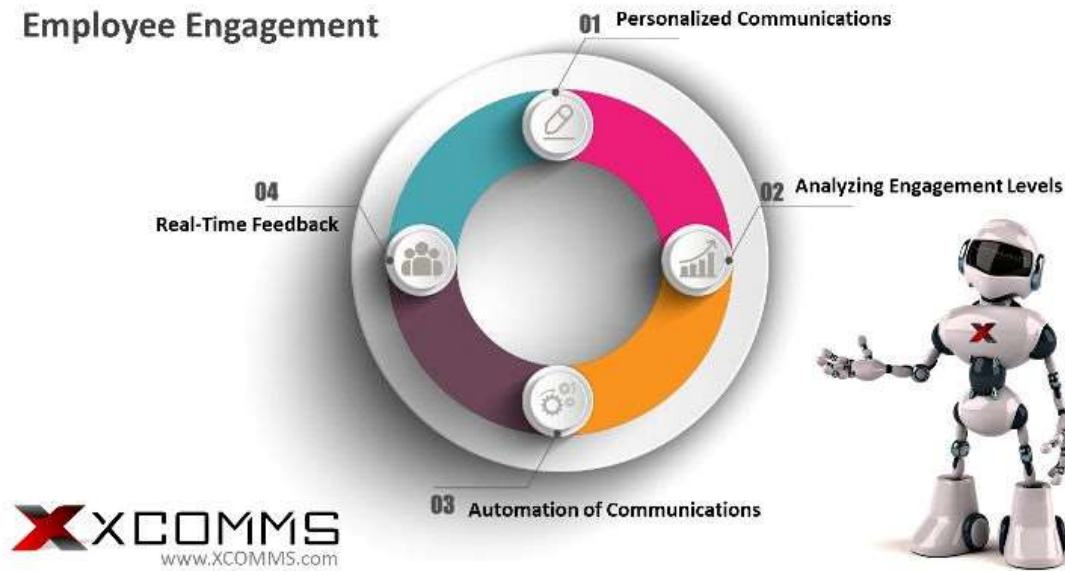 Employee Engagement
01 Personalized Communications
02 Analyzing Engagement Levels
03 Automation of Communications
04
Real-Time Feedback
X
XCOMMS
www.XCOMMS.com